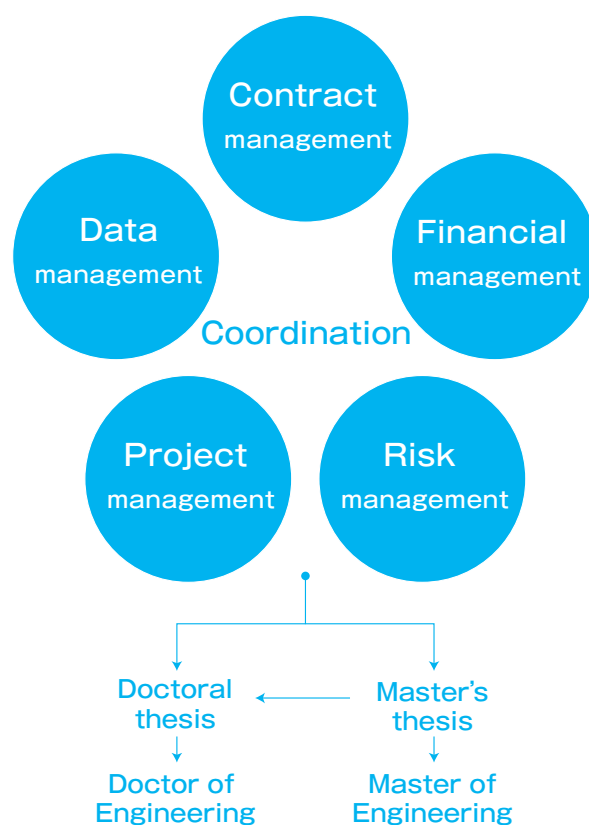 Contract
management
Data
management
Financial
management
Coordination
Project
management
Risk
management
Doctoral
thesis
Master’s
thesis
Doctor of
Engineering
Master of
Engineering